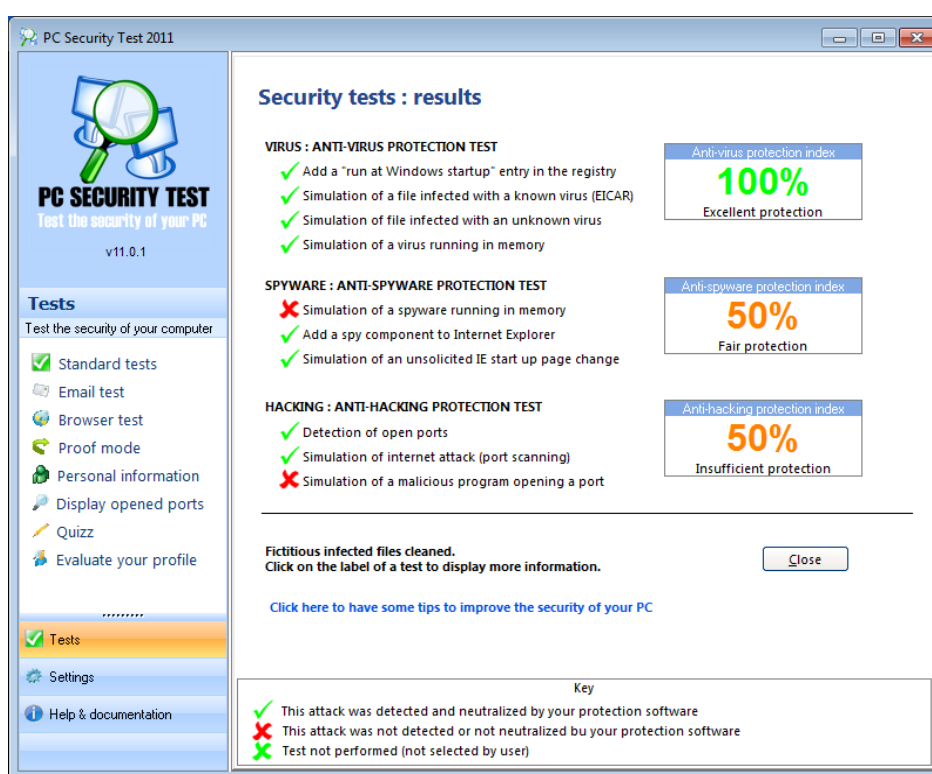 PC Security Test 2011
PC SECURITY TEST
Test the security of your PC
v11.0.1
Tests
Test the security of your computer
Standard tests
Email test
Browser test
Proof mode
Personal information
Display opened ports
Quizz
Evaluate your profile
Tests
Settings
Help & documentation
Security tests : results
VIRUS : ANTI-VIRUS PROTECTION TEST
Add a "run at Windows startup" entry in the registry
Simulation of a file infected with a known virus (EICAR)
Simulation of file infected with an unknown virus
Simulation of a virus running in memory
Anti-virus protection index
100%
Excellent protection
SPYWARE : ANTI-SPYWARE PROTECTION TEST
Simulation of a spyware running in memory
Add a spy component to Internet Explorer
Simulation of an unsolicited IE start up page change
Anti-spyware protection index
50%
Fair protection
HACKING : ANTI-HACKING PROTECTION TEST
Detection of open ports
Simulation of internet attack (port scanning)
Simulation of a malicious program opening a port
Anti-hacking protection index
50%
Insufficient protection
Fictitious infected files cleaned.
Click on the label of a test to display more information.
Close
Click here to have some tips to improve the security of your PC
Key
This attack was detected and neutralized by your protection software
This attack was not detected or not neutralized bu your protection software
Test not performed (not selected by user)